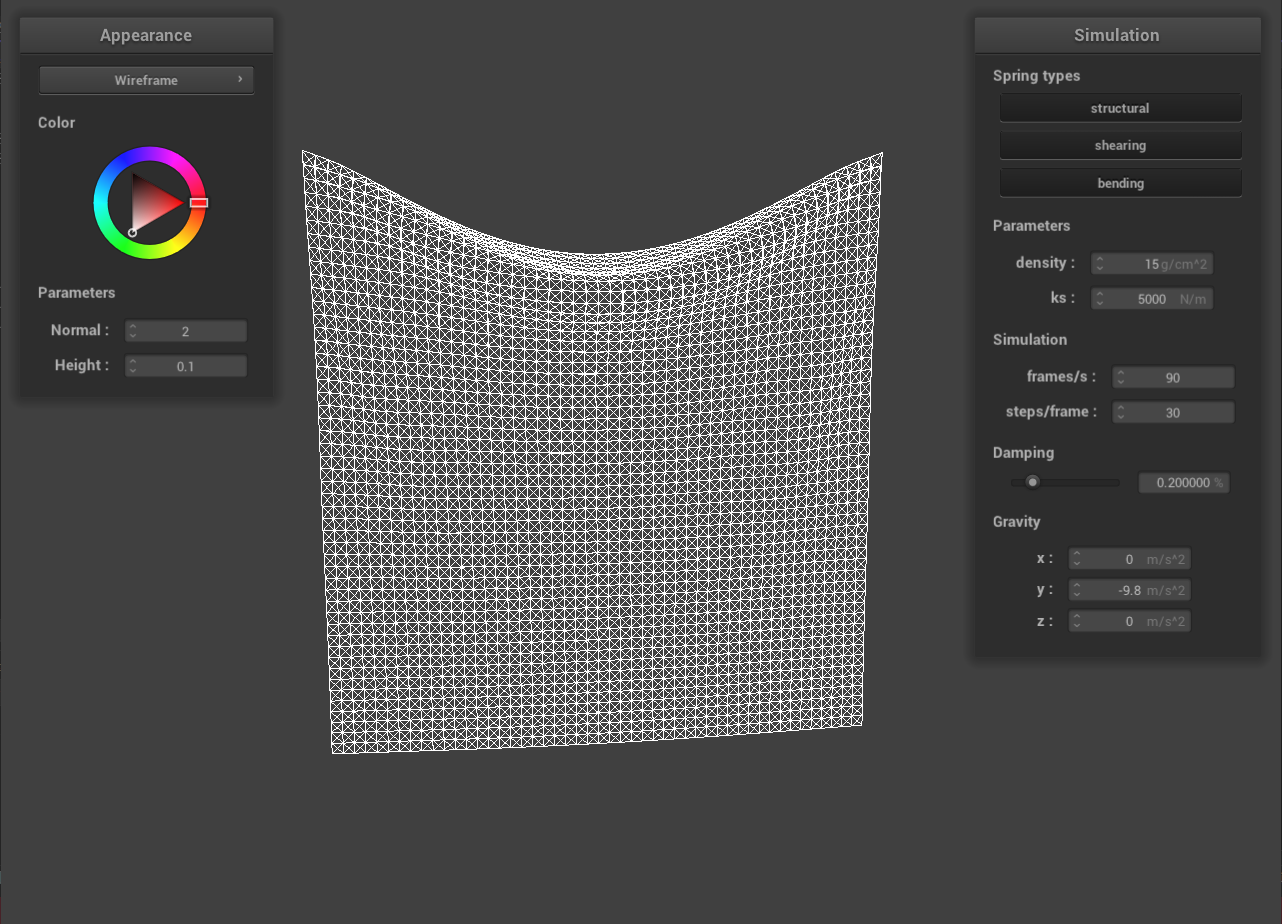 Appearance
Wireframe
Color
Parameters
Normal : 2
Height : 0.1
Simulation
Spring types
structural
shearing
bending
Parameters
density : 15 g/cm^2
ks : 5000 N/m
Simulation
frames/s : 90
steps/frame : 30
Damping
0.200000 %
Gravity
x : 0 m/s^2
y : -9.8 m/s^2
z : 0 m/s^2